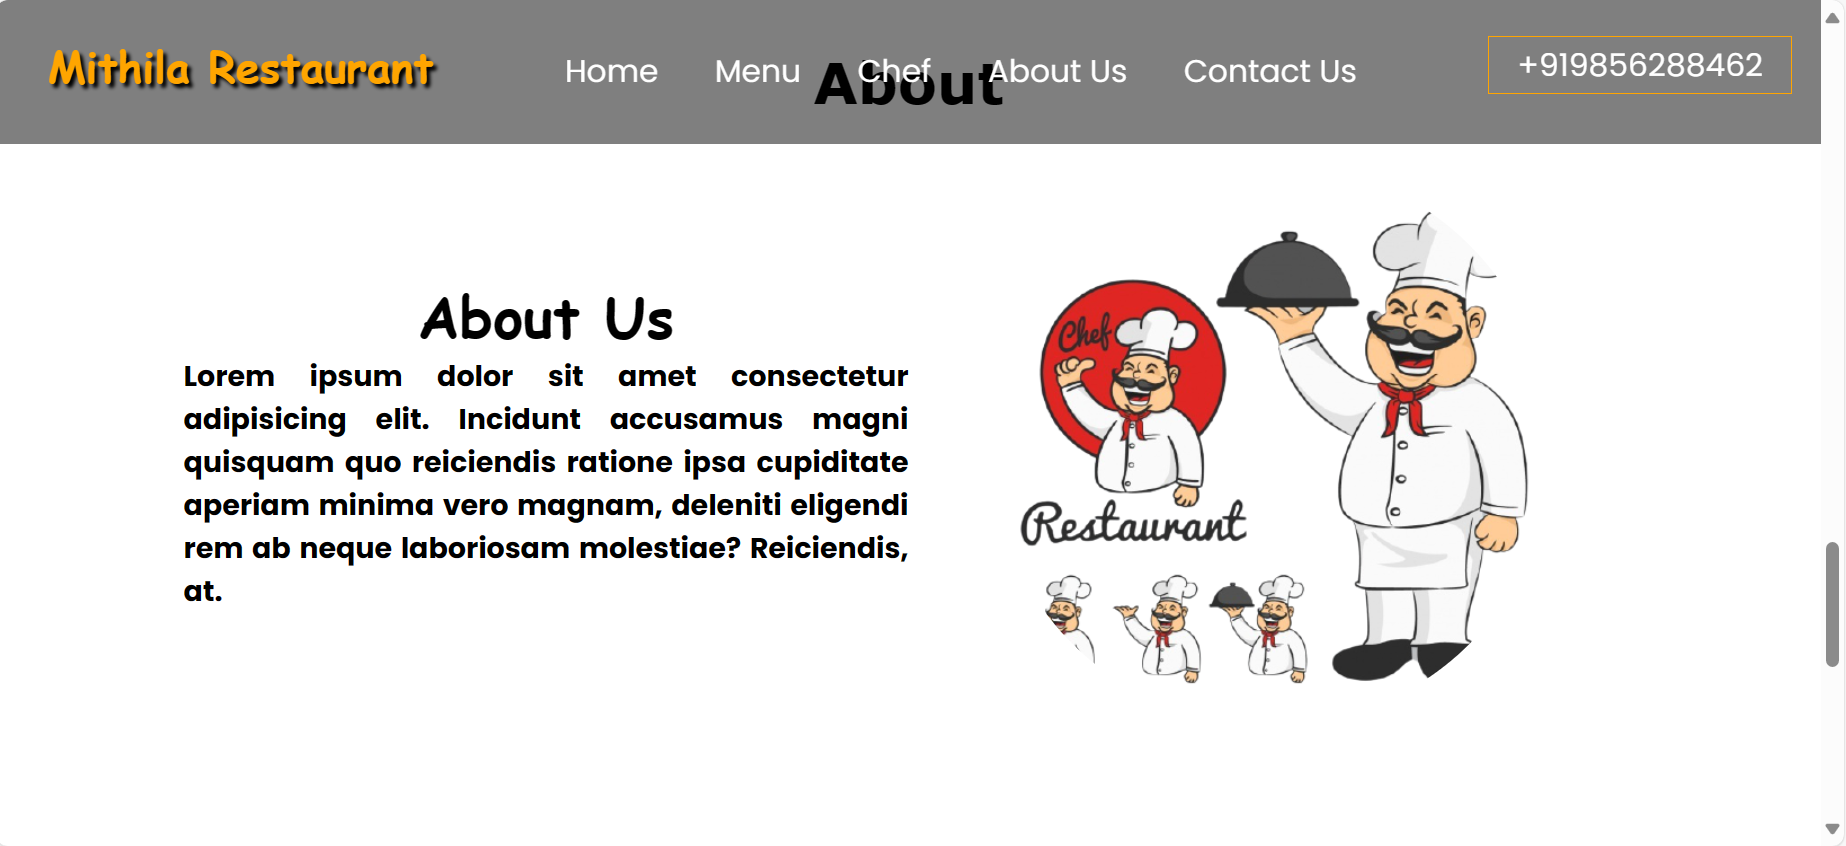 Mithila Restaurant
Home Menu Chef About Us Contact Us
+919856288462
About
About Us
Lorem ipsum dolor sit amet consectetur
adipisicing elit. Incidunt accusamus magni
quisquam quo reiciendis ratione ipsa cupiditate
aperiam minima vero magnam, deleniti eligendi
rem ab neque laboriosam molestiae? Reiciendis,
at.
Chef
Restaurant